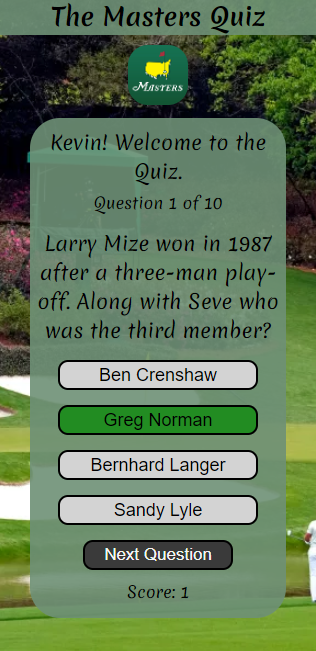 The Masters Quiz
MASTERS
Kevin! Welcome to the
Quiz.
Question 1 of 10
Larry Mize won in 1987
after a three-man play-
off. Along with Seve who
was the third member?
Ben Crenshaw
Greg Norman
Bernhard Langer
Sandy Lyle
Next Question
Score: 1